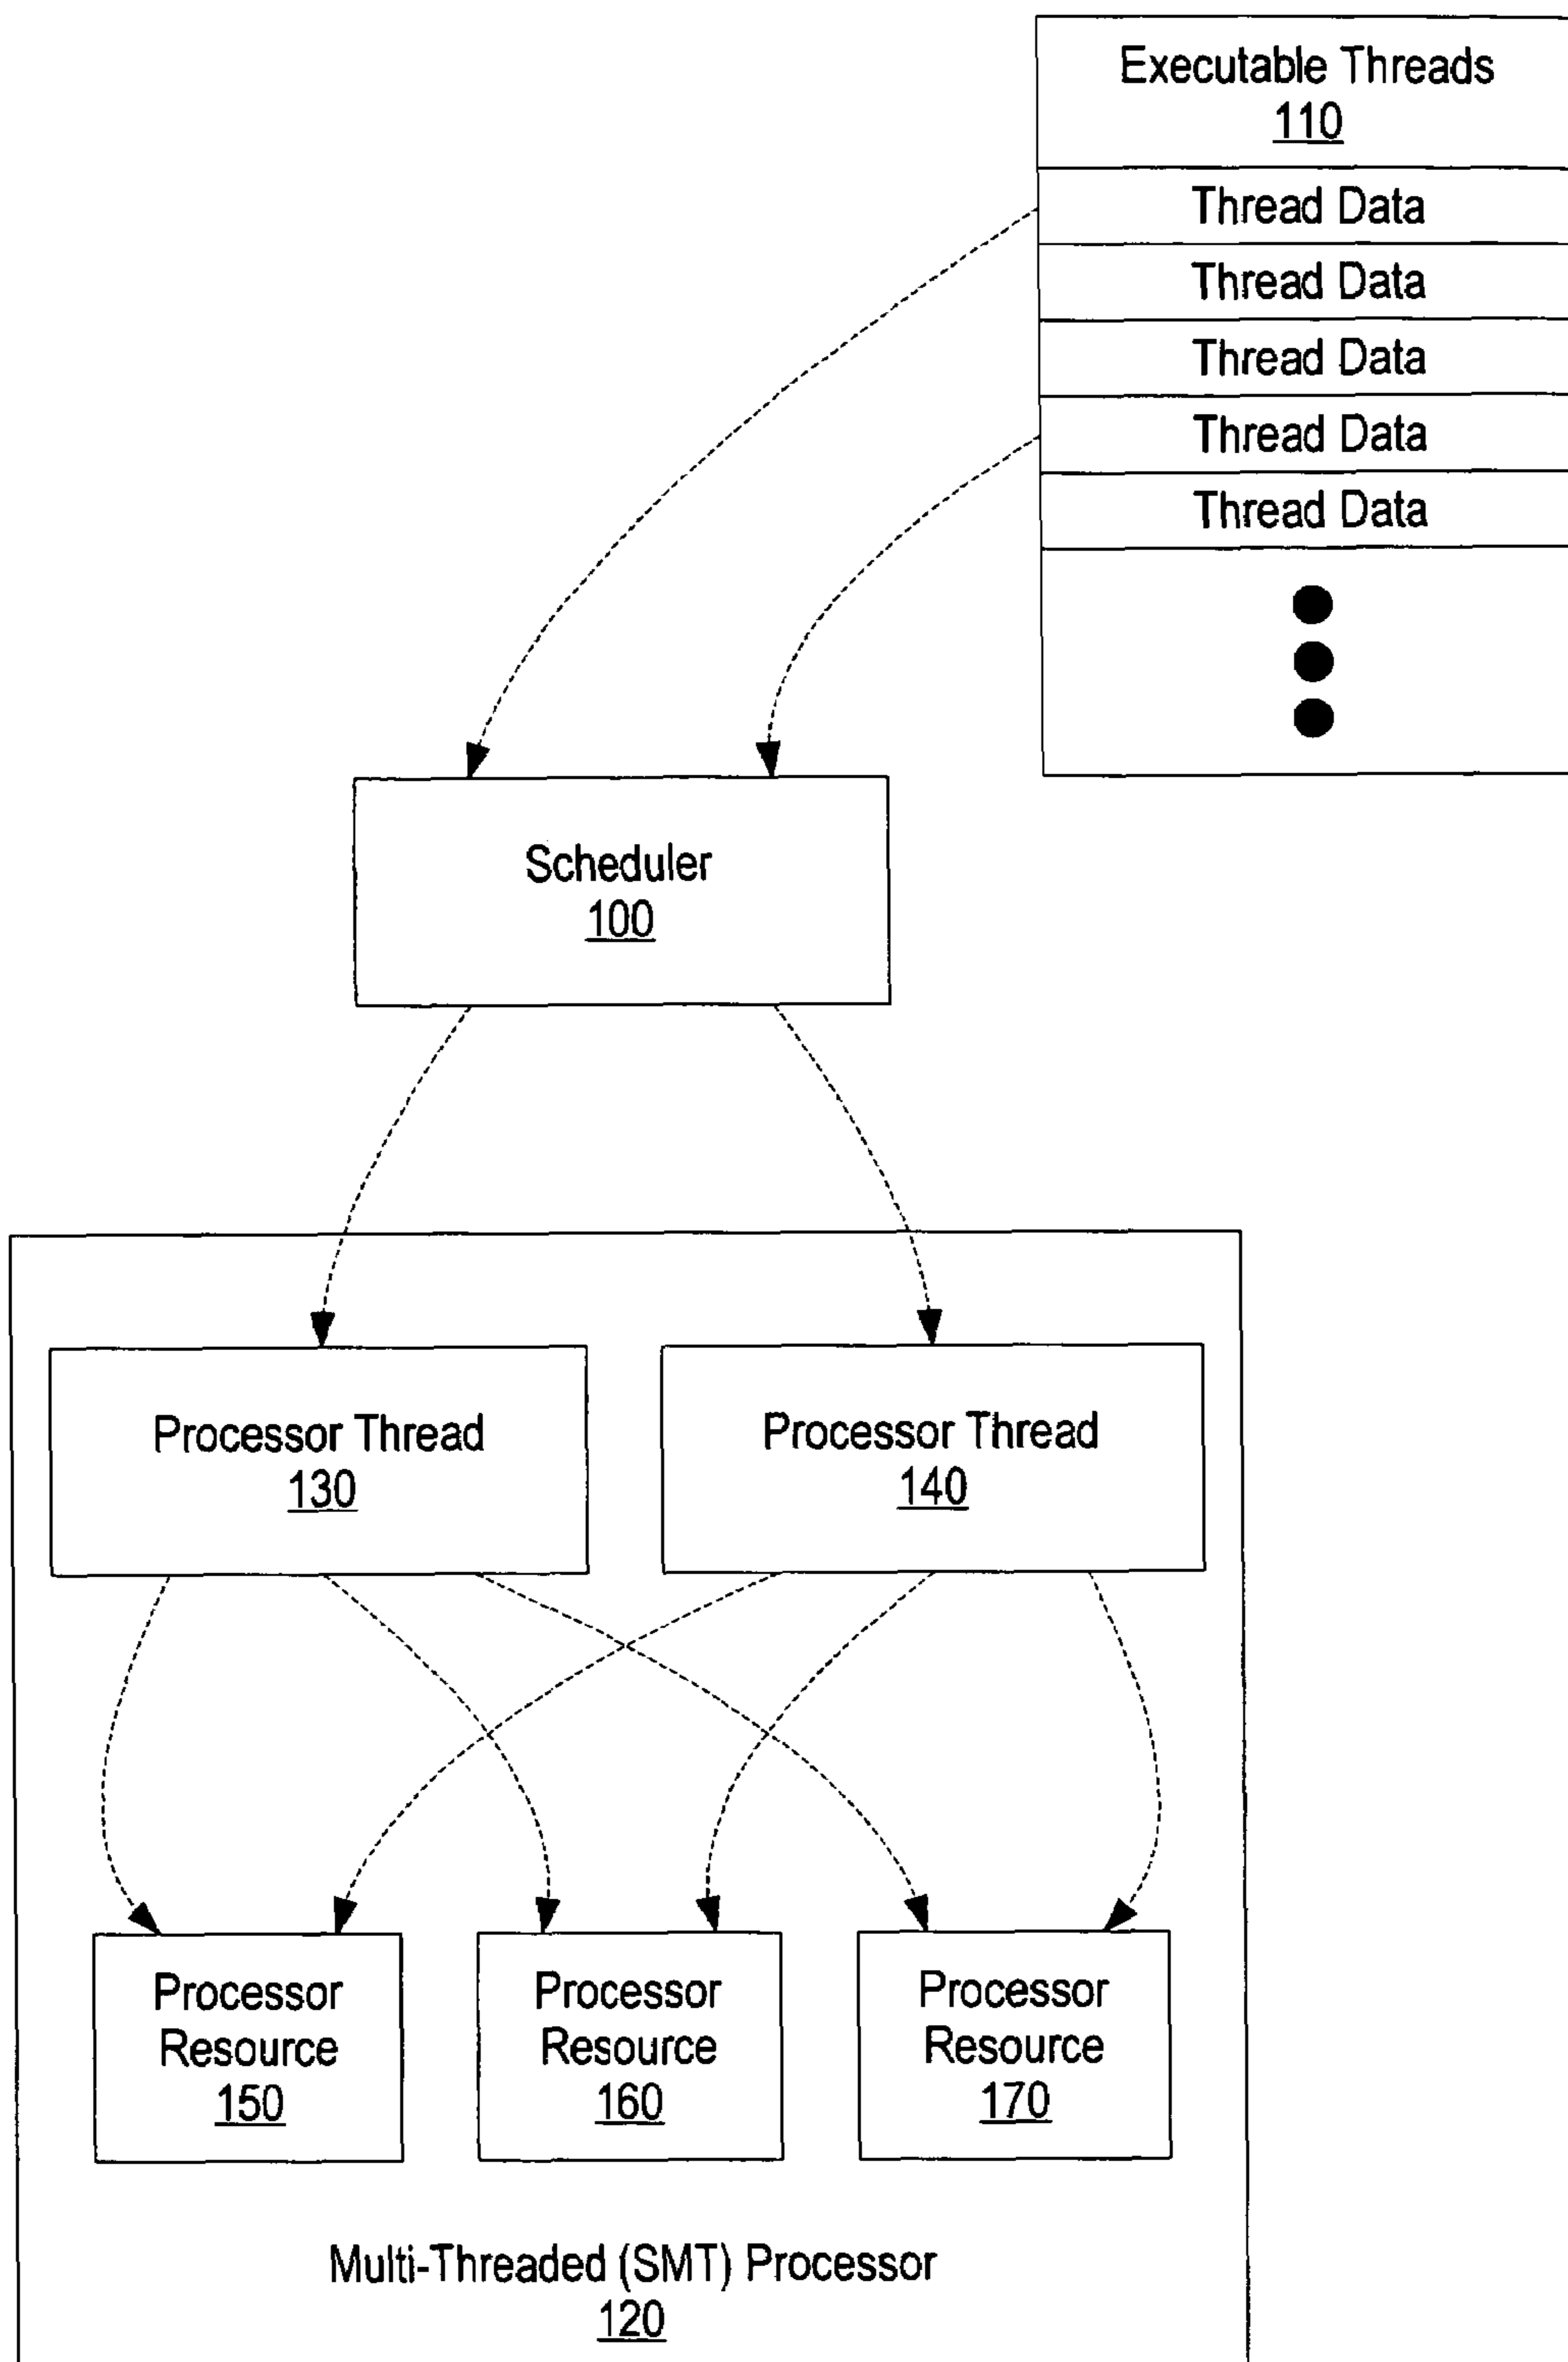 Executable Threads
110
Thread Data
Thread Data
Thread Data
Thread Data
Thread Data
Scheduler
100
Processor Thread
130
Processor Thread
140
Processor
Resource
150
Processor
Resource
160
Processor
Resource
170
Multi-Threaded (SMT) Processor
120